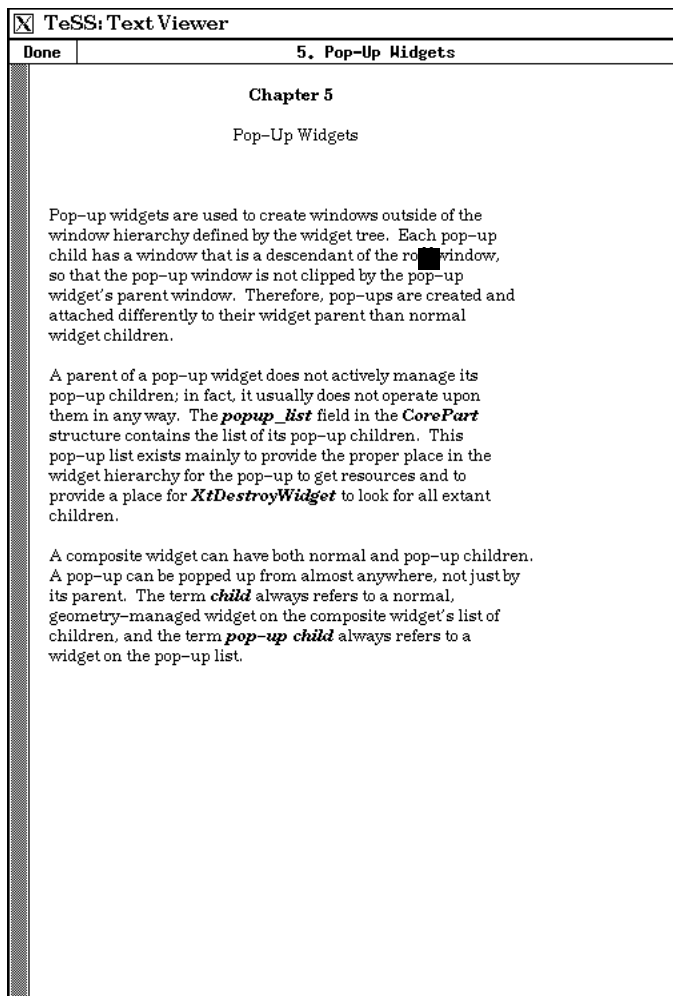 TeSS: Text Viewer
Done
5. Pop-Up Widgets
Chapter 5
Pop-Up Widgets
Pop-up widgets are used to create windows outside of the
window hierarchy defined by the widget tree. Each pop-up
child has a window that is a descendant of the window,
so that the pop-up window is not clipped by the pop-up
widget's parent window. Therefore, pop-ups are created and
attached differently to their widget parent than normal
widget children.
A parent of a pop-up widget does not actively manage its
pop-up children; in fact, it usually does not operate upon
them in any way. The popup_list field in the CorePart
structure contains the list of its pop-up children. This
pop-up list exists mainly to provide the proper place in the
widget hierarchy for the pop-up to get resources and to
provide a place for XtDestroyWidget to look for all extant
children.
A composite widget can have both normal and pop-up children.
A pop-up can be popped up from almost anywhere, not just by
its parent. The term child always refers to a normal,
geometry-managed widget on the composite widget's list of
children, and the term pop-up child always refers to a
widget on the pop-up list.